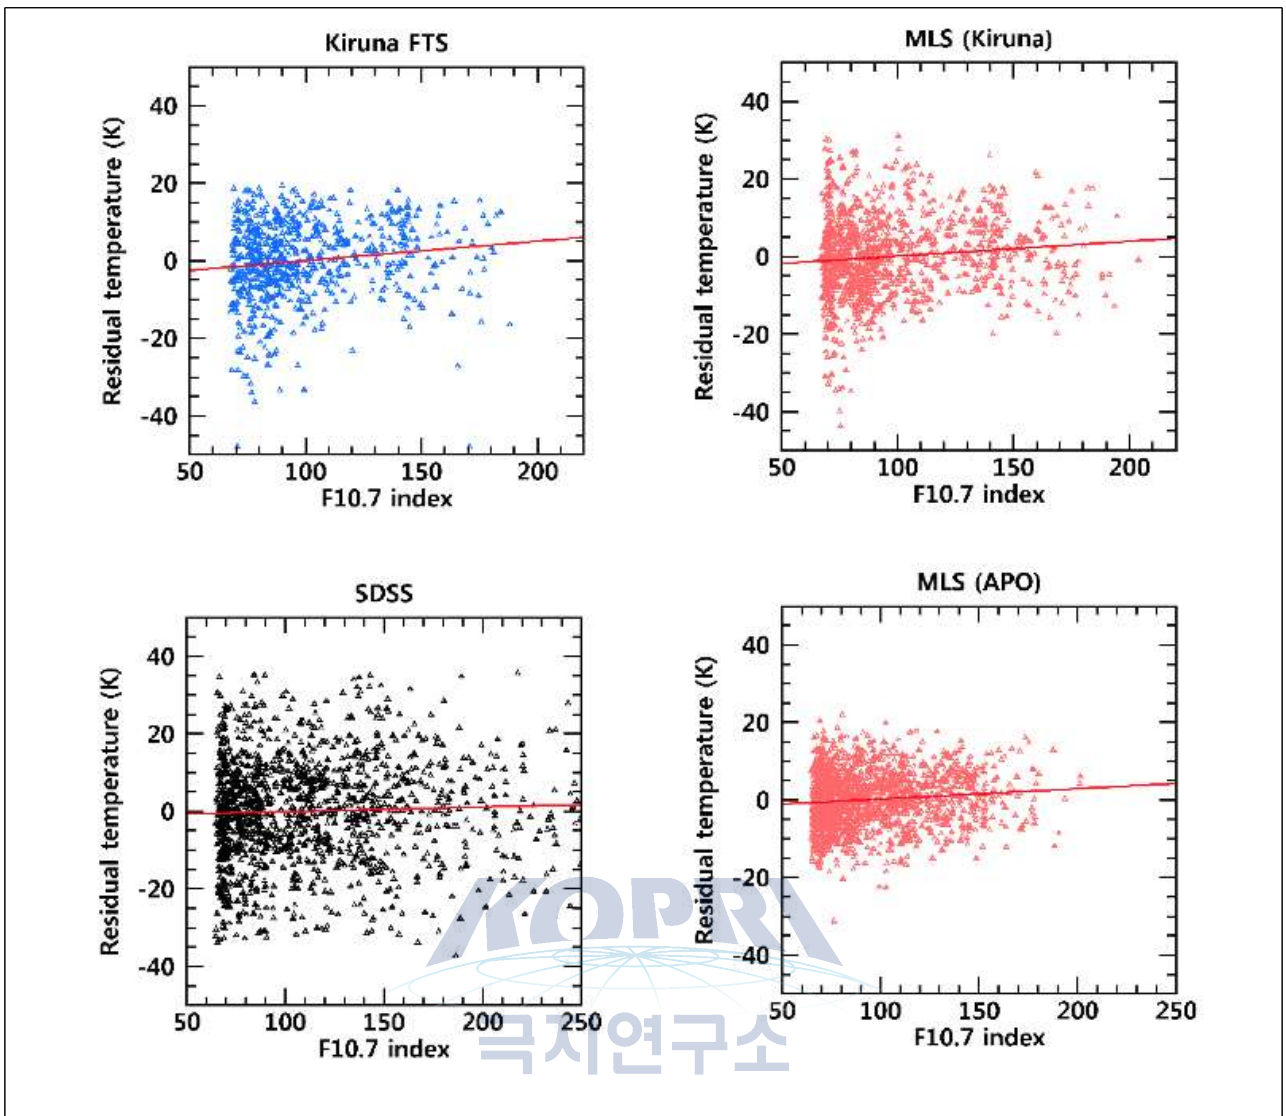 Kiruna FTS
Residual temperature (K)
40
20
0
-20
-40
50 100 150 200
F10.7 index
MLS (Kiruna)
Residual temperature (K)
40
20
0
-20
-40
50 100 150 200
F10.7 index
SDSS
Residual temperature (K)
40
20
0
-20
-40
50 100 150 200 250
F10.7 index
MLS (APO)
Residual temperature (K)
40
20
0
-20
-40
50 100 150 200 250
F10.7 index
KOPRI
극지연구소